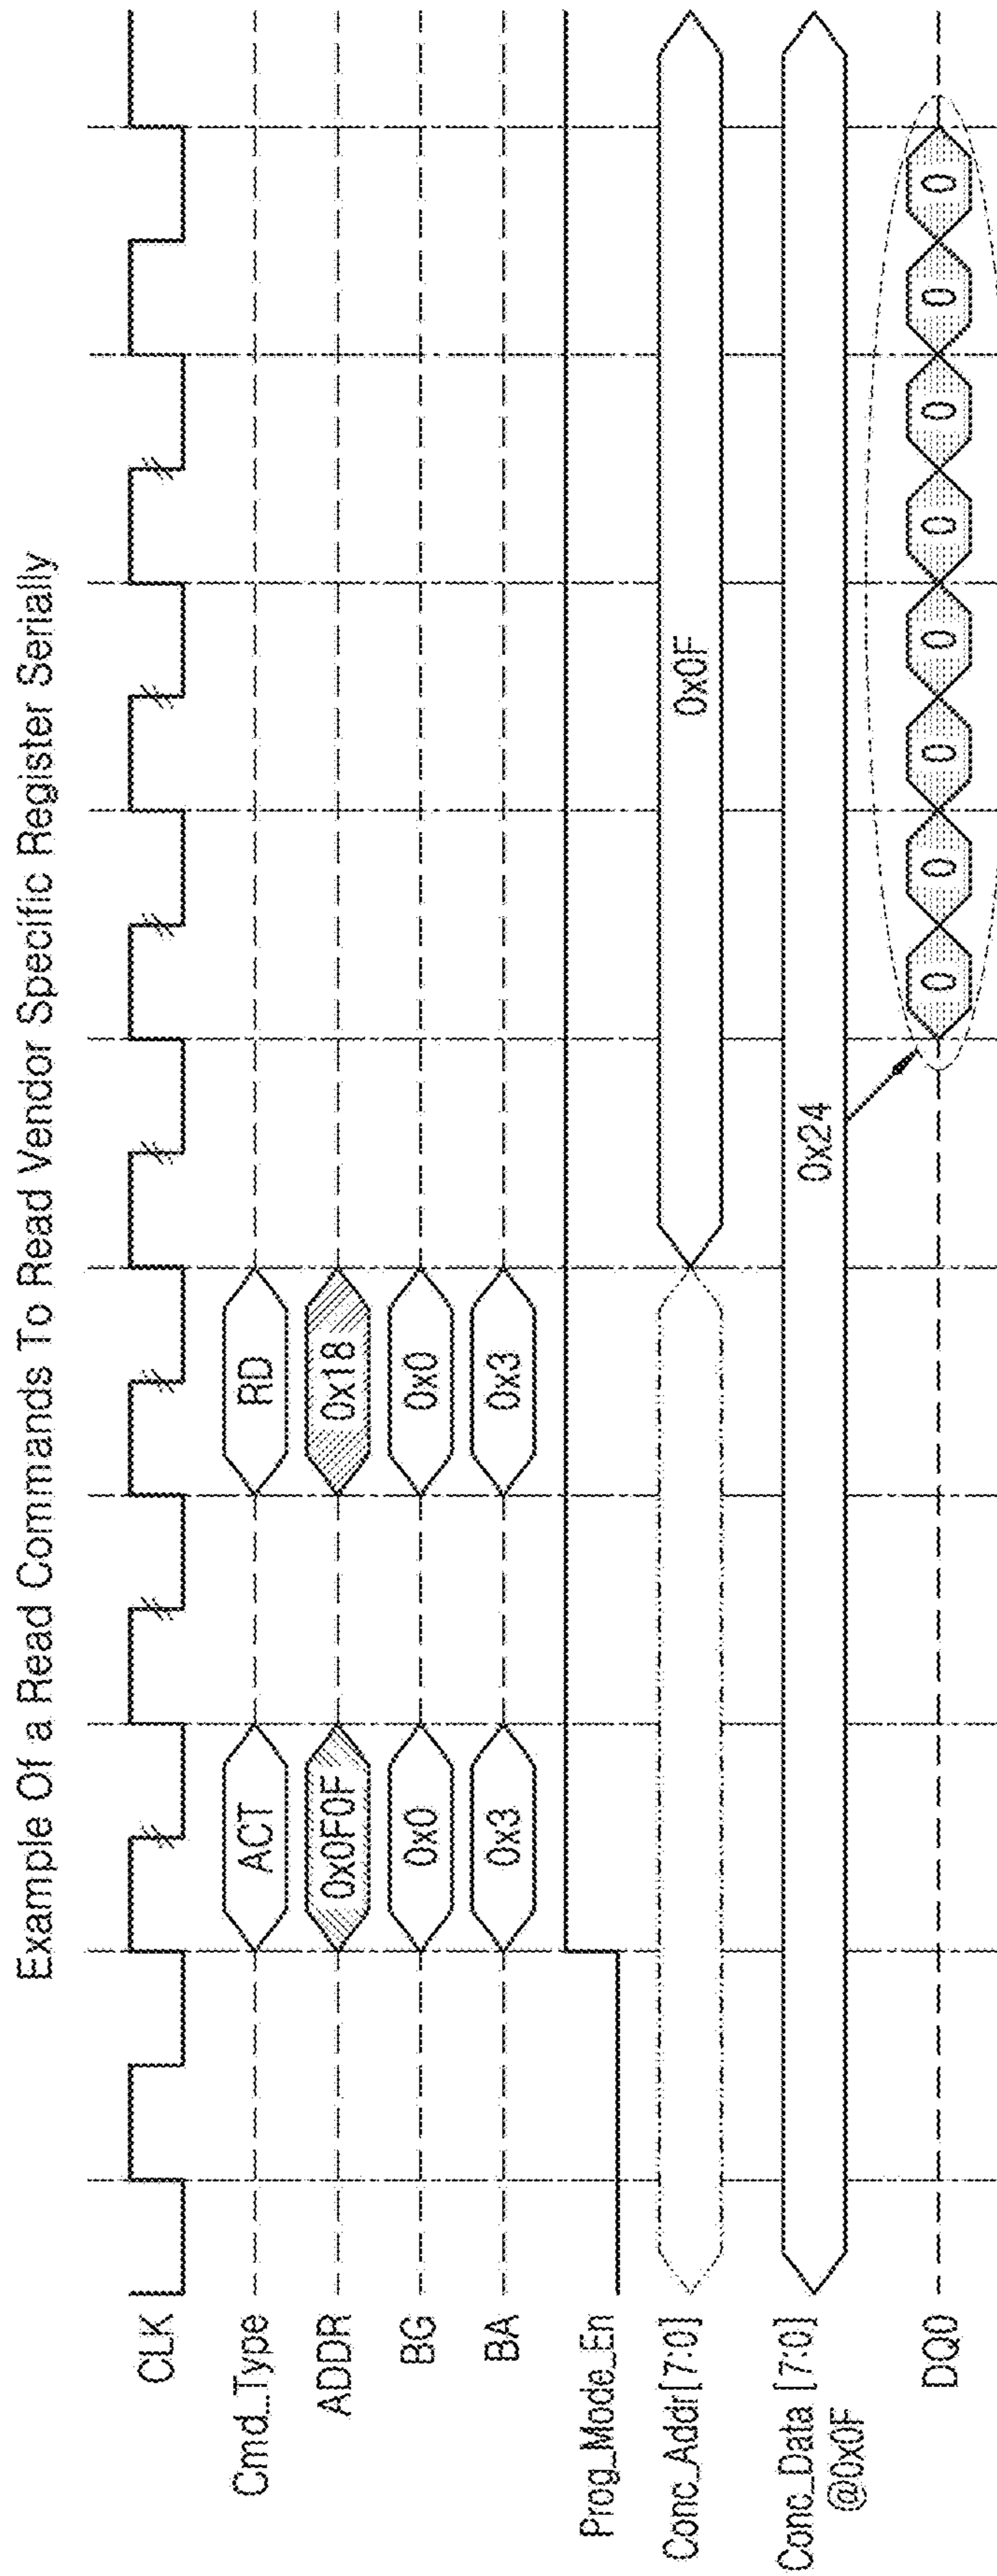 Example Of a Read Commands To Read Vendor Specific Register Serially
CLK
Cmd_Type ACT RD
ADDR 0x0F0F 0x18
BG 0x0 0x0
BA 0x3 0x3
Prog_Mode_En
Conc_Addr[7:0] 0x0F
Conc_Data [7:0] 0x24
@0x0F
DQ0 0 0 0 0 0 0 0 0